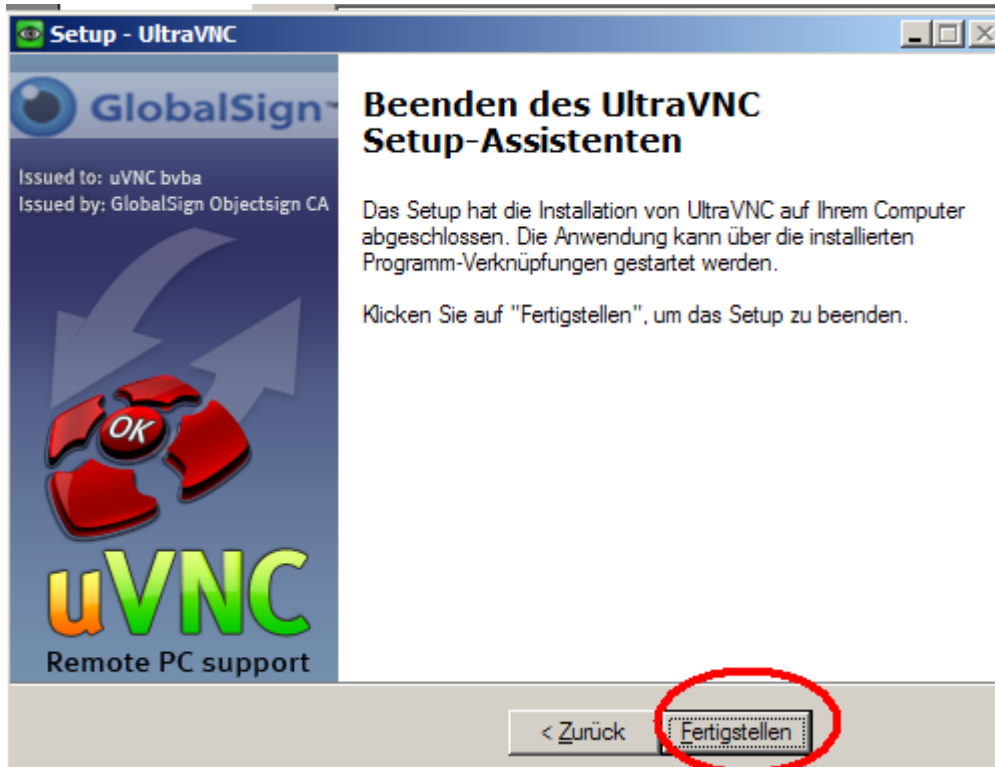 Setup - UltraVNC
GlobalSign
Issued to: uVNC bvba
Issued by: GlobalSign Objectsign CA
OK
uVNC
Remote PC support
Beenden des UltraVNC
Setup-Assistenten
Das Setup hat die Installation von UltraVNC auf Ihrem Computer
abgeschlossen. Die Anwendung kann über die installierten
Programm-Verknüpfungen gestartet werden.
Klicken Sie auf "Fertigstellen", um das Setup zu beenden.
< Zurück
Fertigstellen